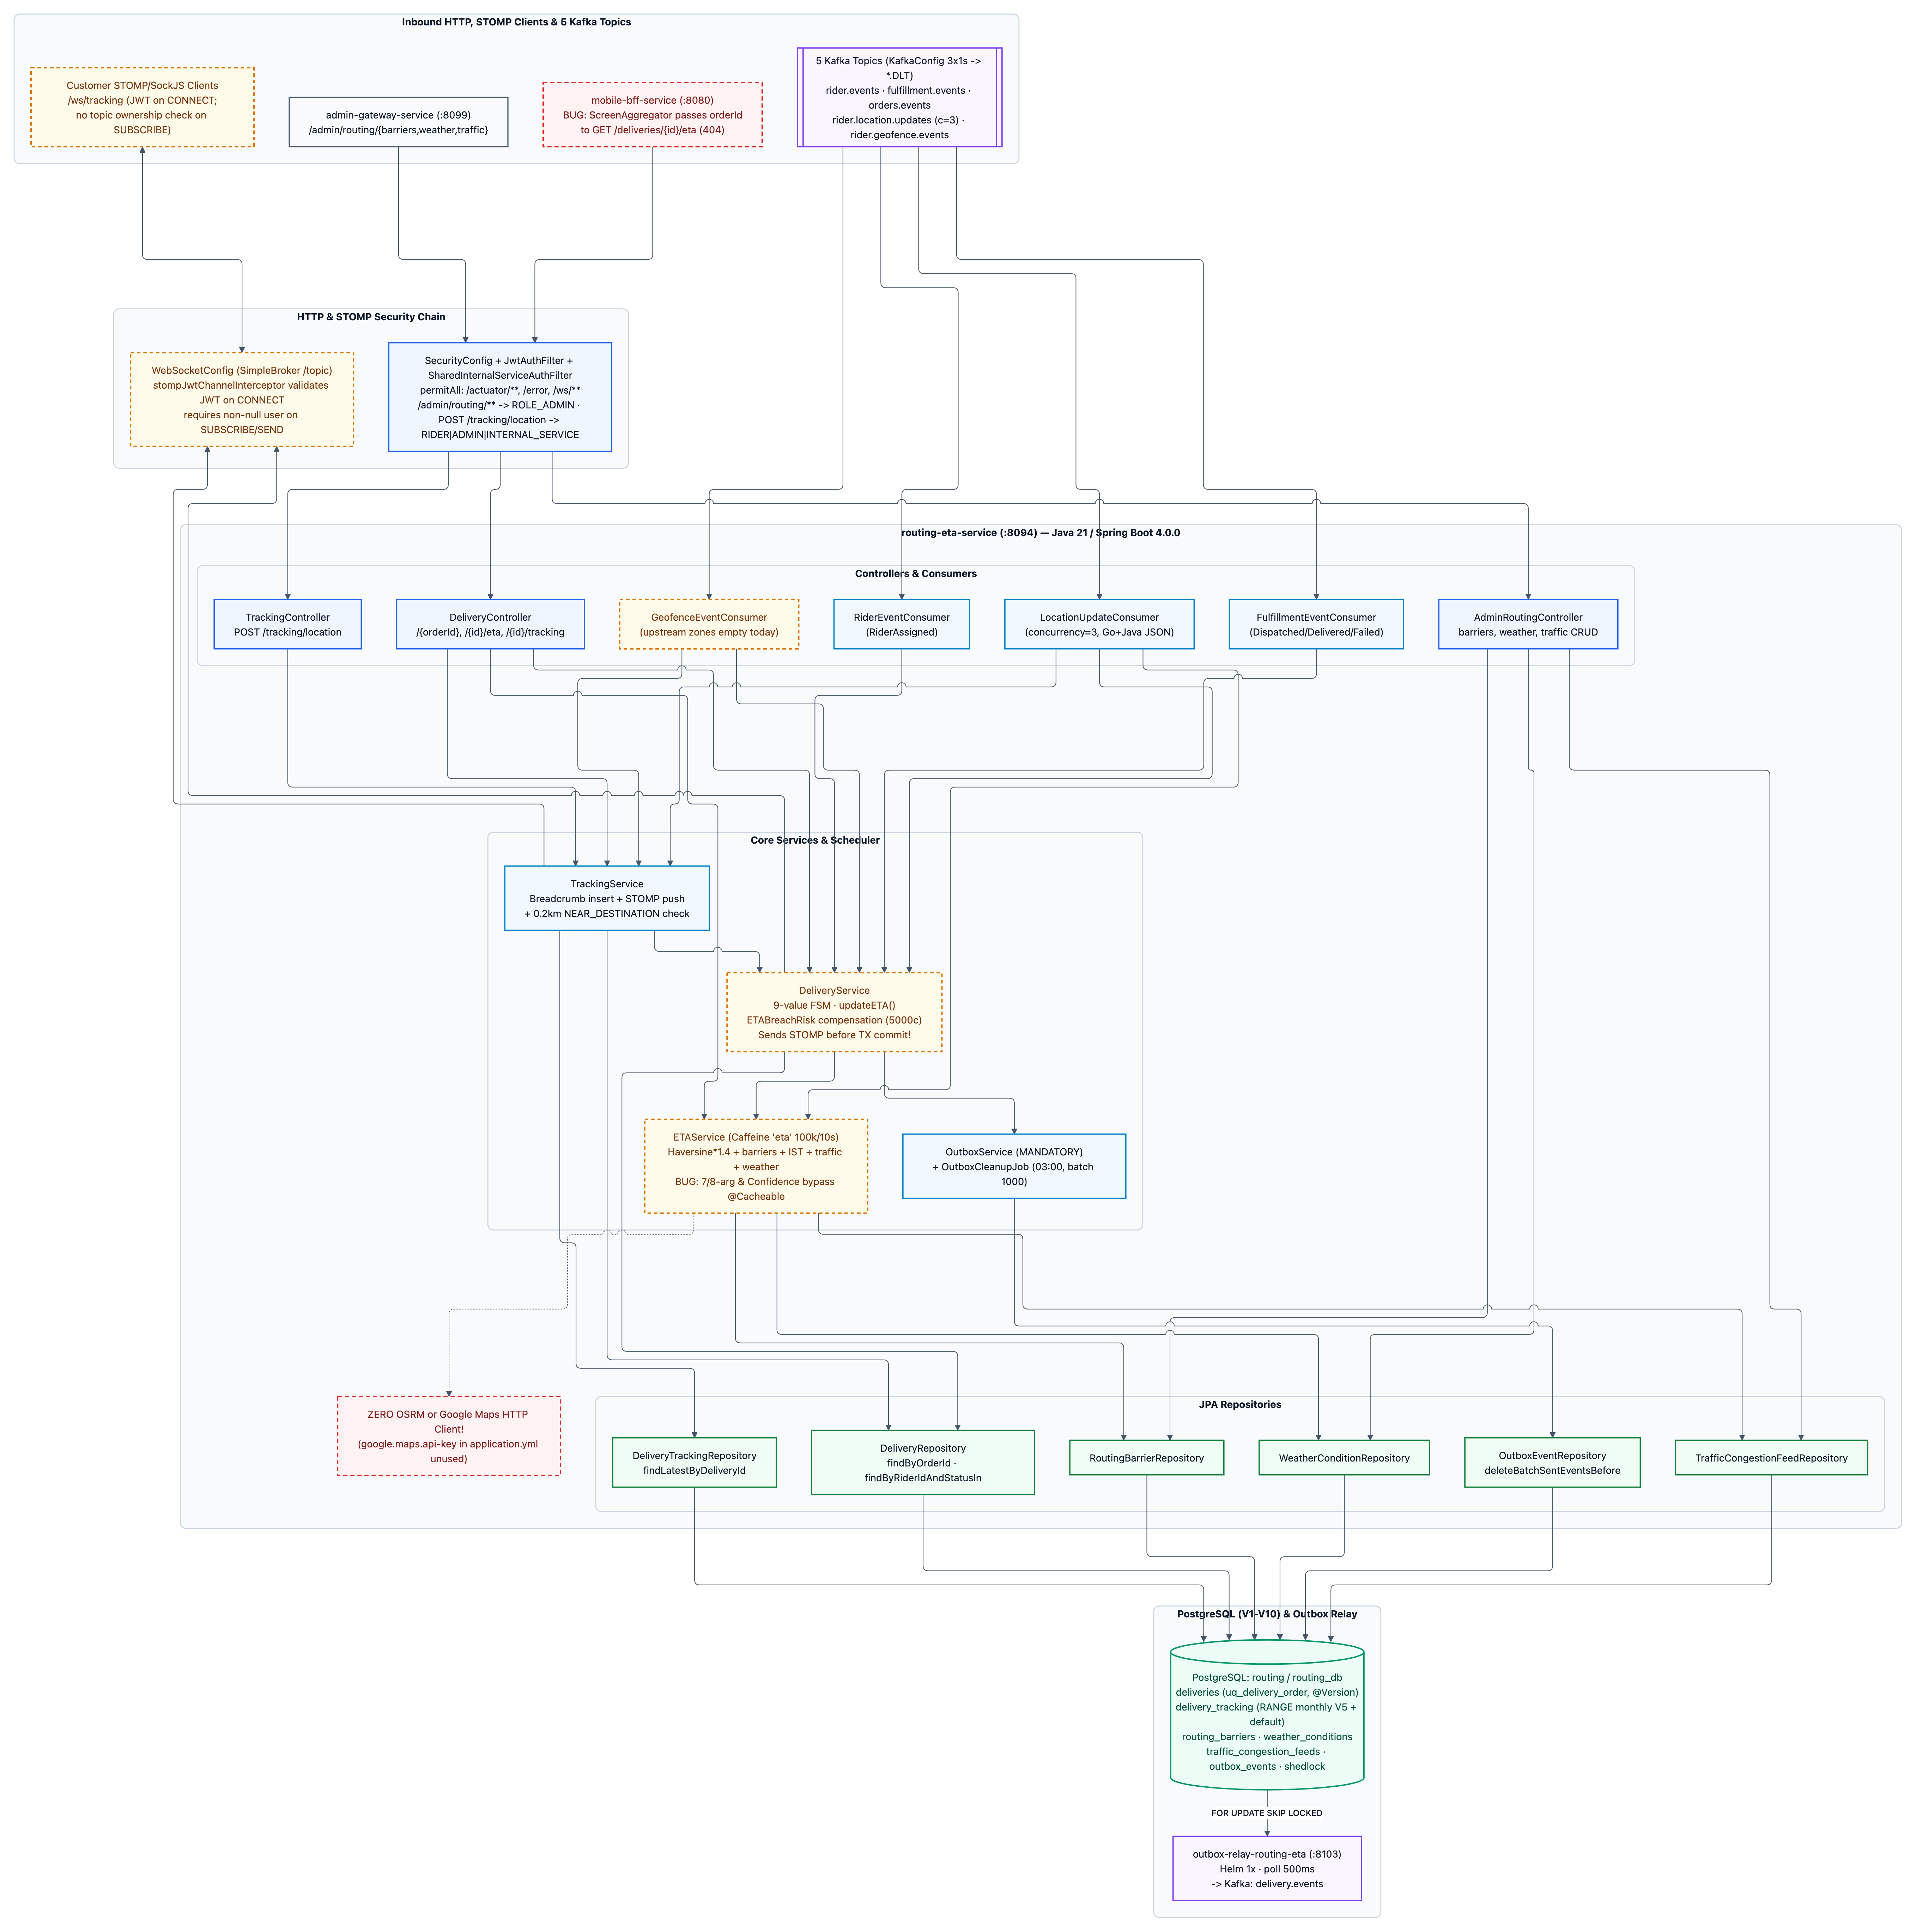 Inbound HTTP, STOMP Clients & 5 Kafka Topics
Customer STOMP/SockJS Clients
/ws/tracking (JWT on CONNECT;
no topic ownership check on
SUBSCRIBE)
admin-gateway-service (:8099)
/admin/routing/{barriers,weather,traffic}
mobile-bff-service (:8080)
BUG: ScreenAggregator passes orderId
to GET /deliveries/{id}/eta (404)
5 Kafka Topics (KafkaConfig 3x1s ->
*.DLT)
rider.events · fulfillment.events ·
orders.events
rider.location.updates (c=3) ·
rider.geofence.events
HTTP & STOMP Security Chain
WebSocketConfig (SimpleBroker /topic)
stompJwtChannelInterceptor validates
JWT on CONNECT
requires non-null user on
SUBSCRIBE/SEND
SecurityConfig + JwtAuthFilter +
SharedInternalServiceAuthFilter
permitAll: /actuator/**, /error, /ws/**
/admin/routing/** -> ROLE_ADMIN ·
POST /tracking/location ->
RIDER|ADMIN|INTERNAL_SERVICE
routing-eta-service (:8094) — Java 21 / Spring Boot 4.0.0
Controllers & Consumers
TrackingController
POST /tracking/location
DeliveryController
/{orderId}, /{id}/eta, /{id}/tracking
GeofenceEventConsumer
(upstream zones empty today)
RiderEventConsumer
(RiderAssigned)
LocationUpdateConsumer
(concurrency=3, Go+Java JSON)
FulfillmentEventConsumer
(Dispatched/Delivered/Failed)
AdminRoutingController
barriers, weather, traffic CRUD
Core Services & Scheduler
TrackingService
Breadcrumb insert + STOMP push
+ 0.2km NEAR_DESTINATION check
DeliveryService
9-value FSM · updateETA()
ETABreachRisk compensation (5000c)
Sends STOMP before TX commit!
ETAService (Caffeine 'eta' 100k/10s)
Haversine*1.4 + barriers + IST + traffic
+ weather
BUG: 7/8-arg & Confidence bypass
@Cacheable
OutboxService (MANDATORY)
+ OutboxCleanupJob (03:00, batch
1000)
ZERO OSRM or Google Maps HTTP
Client!
(google.maps.api-key in application.yml
unused)
JPA Repositories
DeliveryTrackingRepository
findLatestByDeliveryId
DeliveryRepository
findByOrderId ·
findByRiderIdAndStatusIn
RoutingBarrierRepository
WeatherConditionRepository
OutboxEventRepository
deleteBatchSentEventsBefore
TrafficCongestionFeedRepository
PostgreSQL (V1-V10) & Outbox Relay
PostgreSQL: routing / routing_db
deliveries (uq_delivery_order, @Version)
delivery_tracking (RANGE monthly V5 +
default)
routing_barriers · weather_conditions
traffic_congestion_feeds ·
outbox_events · shedlock
FOR UPDATE SKIP LOCKED
outbox-relay-routing-eta (:8103)
Helm 1x · poll 500ms
-> Kafka: delivery.events